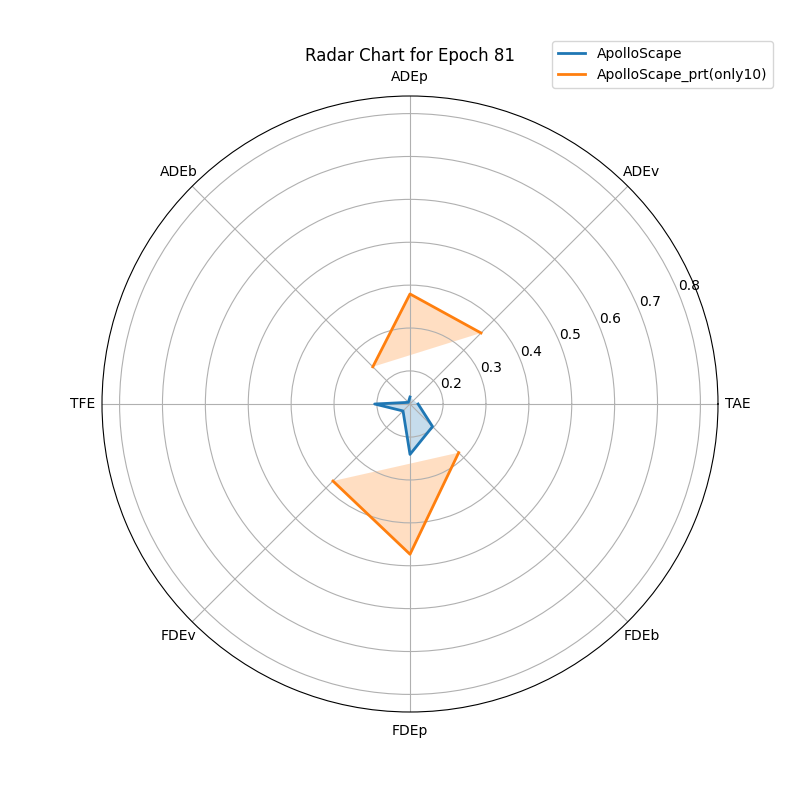 Radar Chart for Epoch 81
ApolloScape
ApolloScape_prt(only10)
ADEp
ADEb
ADEv
0.8
0.7
0.6
0.5
0.4
0.3
0.2
TFE
TAE
FDEv
FDEb
FDEp